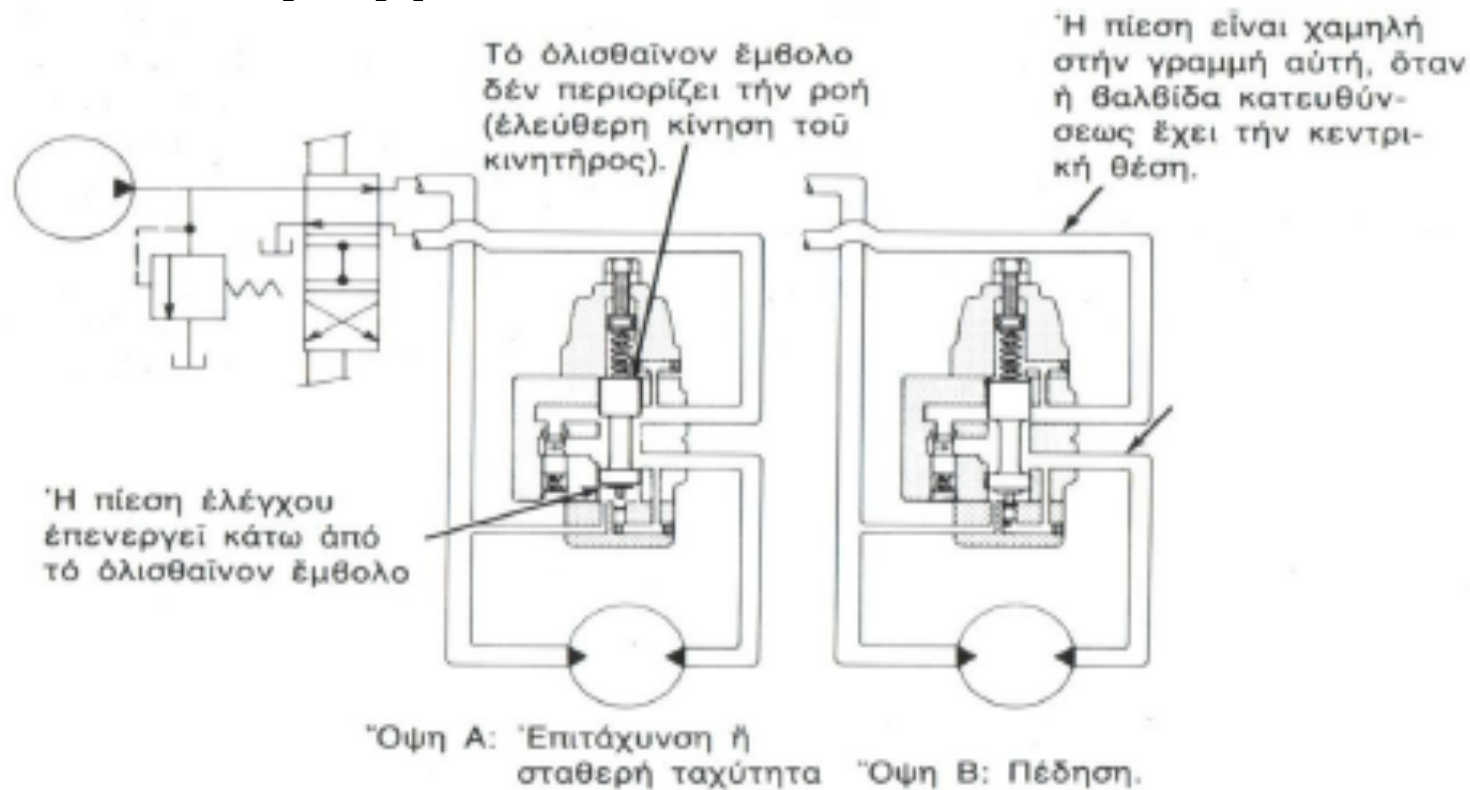 Τό ὀλισθαῖνον ἔμβολο
δέν περιορίζει τήν ροή
(ἐλεύθερη κίνηση τοῦ
κινητῆρος).
Ἡ πίεση εἶναι χαμηλή
στήν γραμμή αὐτή, ὅταν
ἡ βαλβίδα κατευθύν-
σεως ἔχει τήν κεντρι-
κή θέση.
Ἡ πίεση ἐλέγχου
ἐπενεργεῖ κάτω ἀπό
τό ὀλισθαῖνον ἔμβολο
Ὄψη Α: Ἐπιτάχυνση ἤ
σταθερή ταχύτητα
Ὄψη Β: Πέδηση.